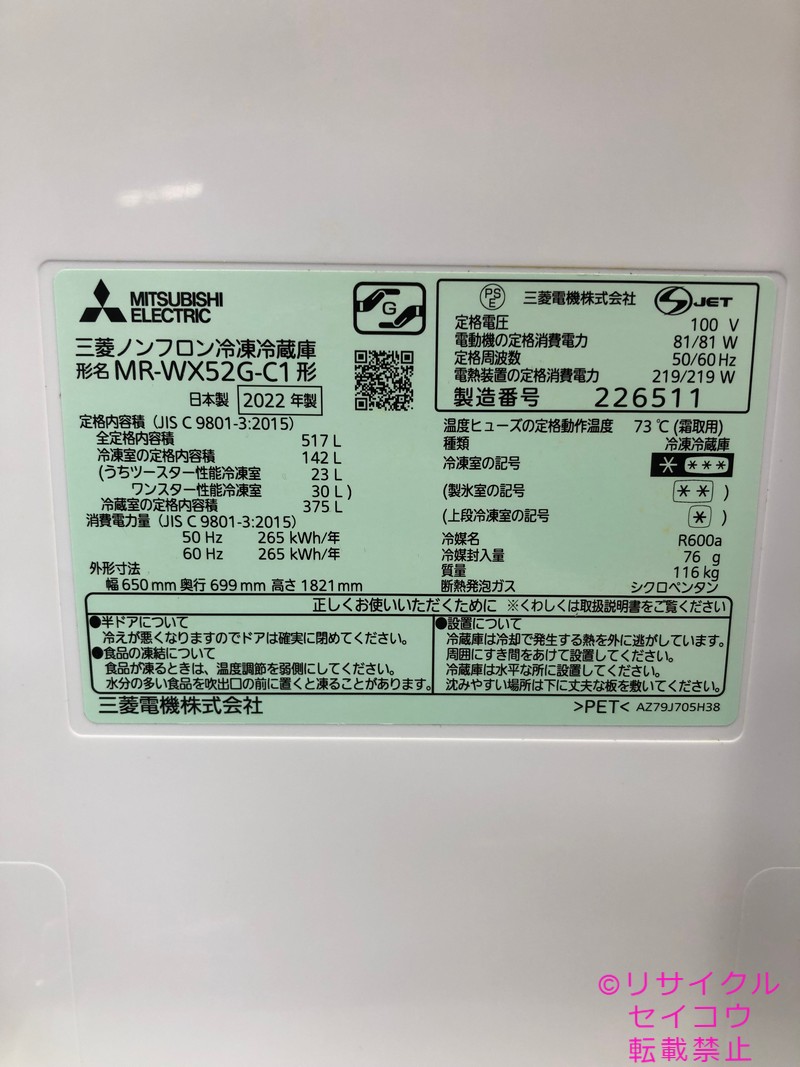 MITSUBISHI
ELECTRIC
G
三菱ノンフロン冷凍冷蔵庫
形名 MR-WX52G-C1 形
日本製 2022 年製
PSE 三菱電機株式会社 S JET
定格電圧 100 V
電動機の定格消費電力 81/81 W
定格周波数 50/60 Hz
電熱装置の定格消費電力 219/219 W
製造番号 226511
定格内容積 (JIS C 9801-3:2015)
全定格内容積 517 L
冷凍室の定格内容積 142 L
(うちツースター性能冷凍室 23 L
ワンスター性能冷凍室 30 L )
冷蔵室の定格内容積 375 L
消費電力量 (JIS C 9801-3:2015)
50 Hz 265 kWh/年
60 Hz 265 kWh/年
外形寸法
幅 650 mm 奥行 699 mm 高さ 1821 mm
温度ヒューズの定格動作温度 73 ℃ (霜取用)
種類 冷凍冷蔵庫
冷凍室の記号 * ***
(製氷室の記号 ** )
(上段冷凍室の記号 * )
冷媒名 R600a
冷媒封入量 76 g
質量 116 kg
断熱発泡ガス シクロペンタン
正しくお使いいただくために ※くわしくは取扱説明書をご覧ください
●半ドアについて
冷えが悪くなりますのでドアは確実に閉めてください。
●食品の凍結について
食品が凍るときは、温度調節を弱側にしてください。
水分の多い食品を吹出口の前に置くと凍ることがあります。
●設置について
冷蔵庫は冷却で発生する熱を外に逃がしています。
周囲にすき間をあけて設置してください。
冷蔵庫は水平な所に設置してください。
沈みやすい場所は下に丈夫な板を敷いてください。
三菱電機株式会社
>PET< AZ79J705H38
©リサイクル
セイコウ
転載禁止